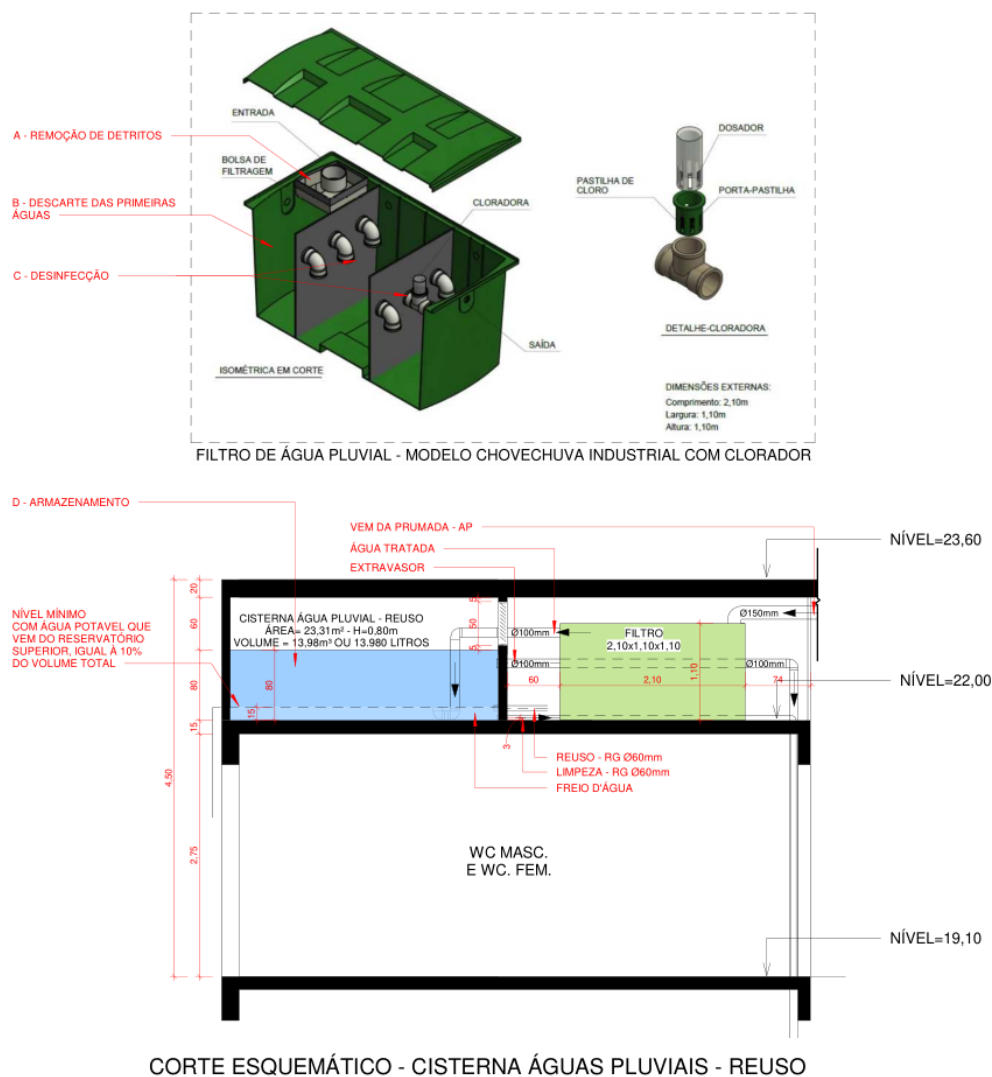 ENTRADA
A - REMOÇÃO DE DETRITOS
DOSADOR
BOLSA DE
FILTRAGEM
PASTILHA DE
CLORO
PORTA-PASTILHA
B - DESCARTE DAS PRIMEIRAS
ÁGUAS
CLORADORA
C - DESINFECÇÃO
DETALHE-CLORADORA
SAÍDA
ISOMÉTRICA EM CORTE
DIMENSÕES EXTERNAS:
Comprimento: 2,10m
Largura: 1,10m
Altura: 1,10m
FILTRO DE ÁGUA PLUVIAL - MODELO CHOVECHUVA INDUSTRIAL COM CLORADOR
D - ARMAZENAMENTO
VEM DA PRUMADA - AP
ÁGUA TRATADA
EXTRAVASOR
NÍVEL=23,60
20
NÍVEL MÍNIMO
COM ÁGUA POTAVEL QUE
VEM DO RESERVATÓRIO
SUPERIOR, IGUAL À 10%
DO VOLUME TOTAL
CISTERNA ÁGUA PLUVIAL - REUSO
ÁREA= 23,31m² - H=0,80m
VOLUME = 13,98m³ OU 13.980 LITROS
60
5
50
5
Ø150mm
Ø100mm
FILTRO
2,10x1,10x1,10
Ø100mm
Ø100mm
60
2,10
1,10
74
NÍVEL=22,00
80
80
15
15
3
REUSO - RG Ø60mm
LIMPEZA - RG Ø60mm
FREIO D'ÁGUA
4,50
2,75
WC MASC.
E WC. FEM.
NÍVEL=19,10
CORTE ESQUEMÁTICO - CISTERNA ÁGUAS PLUVIAIS - REUSO